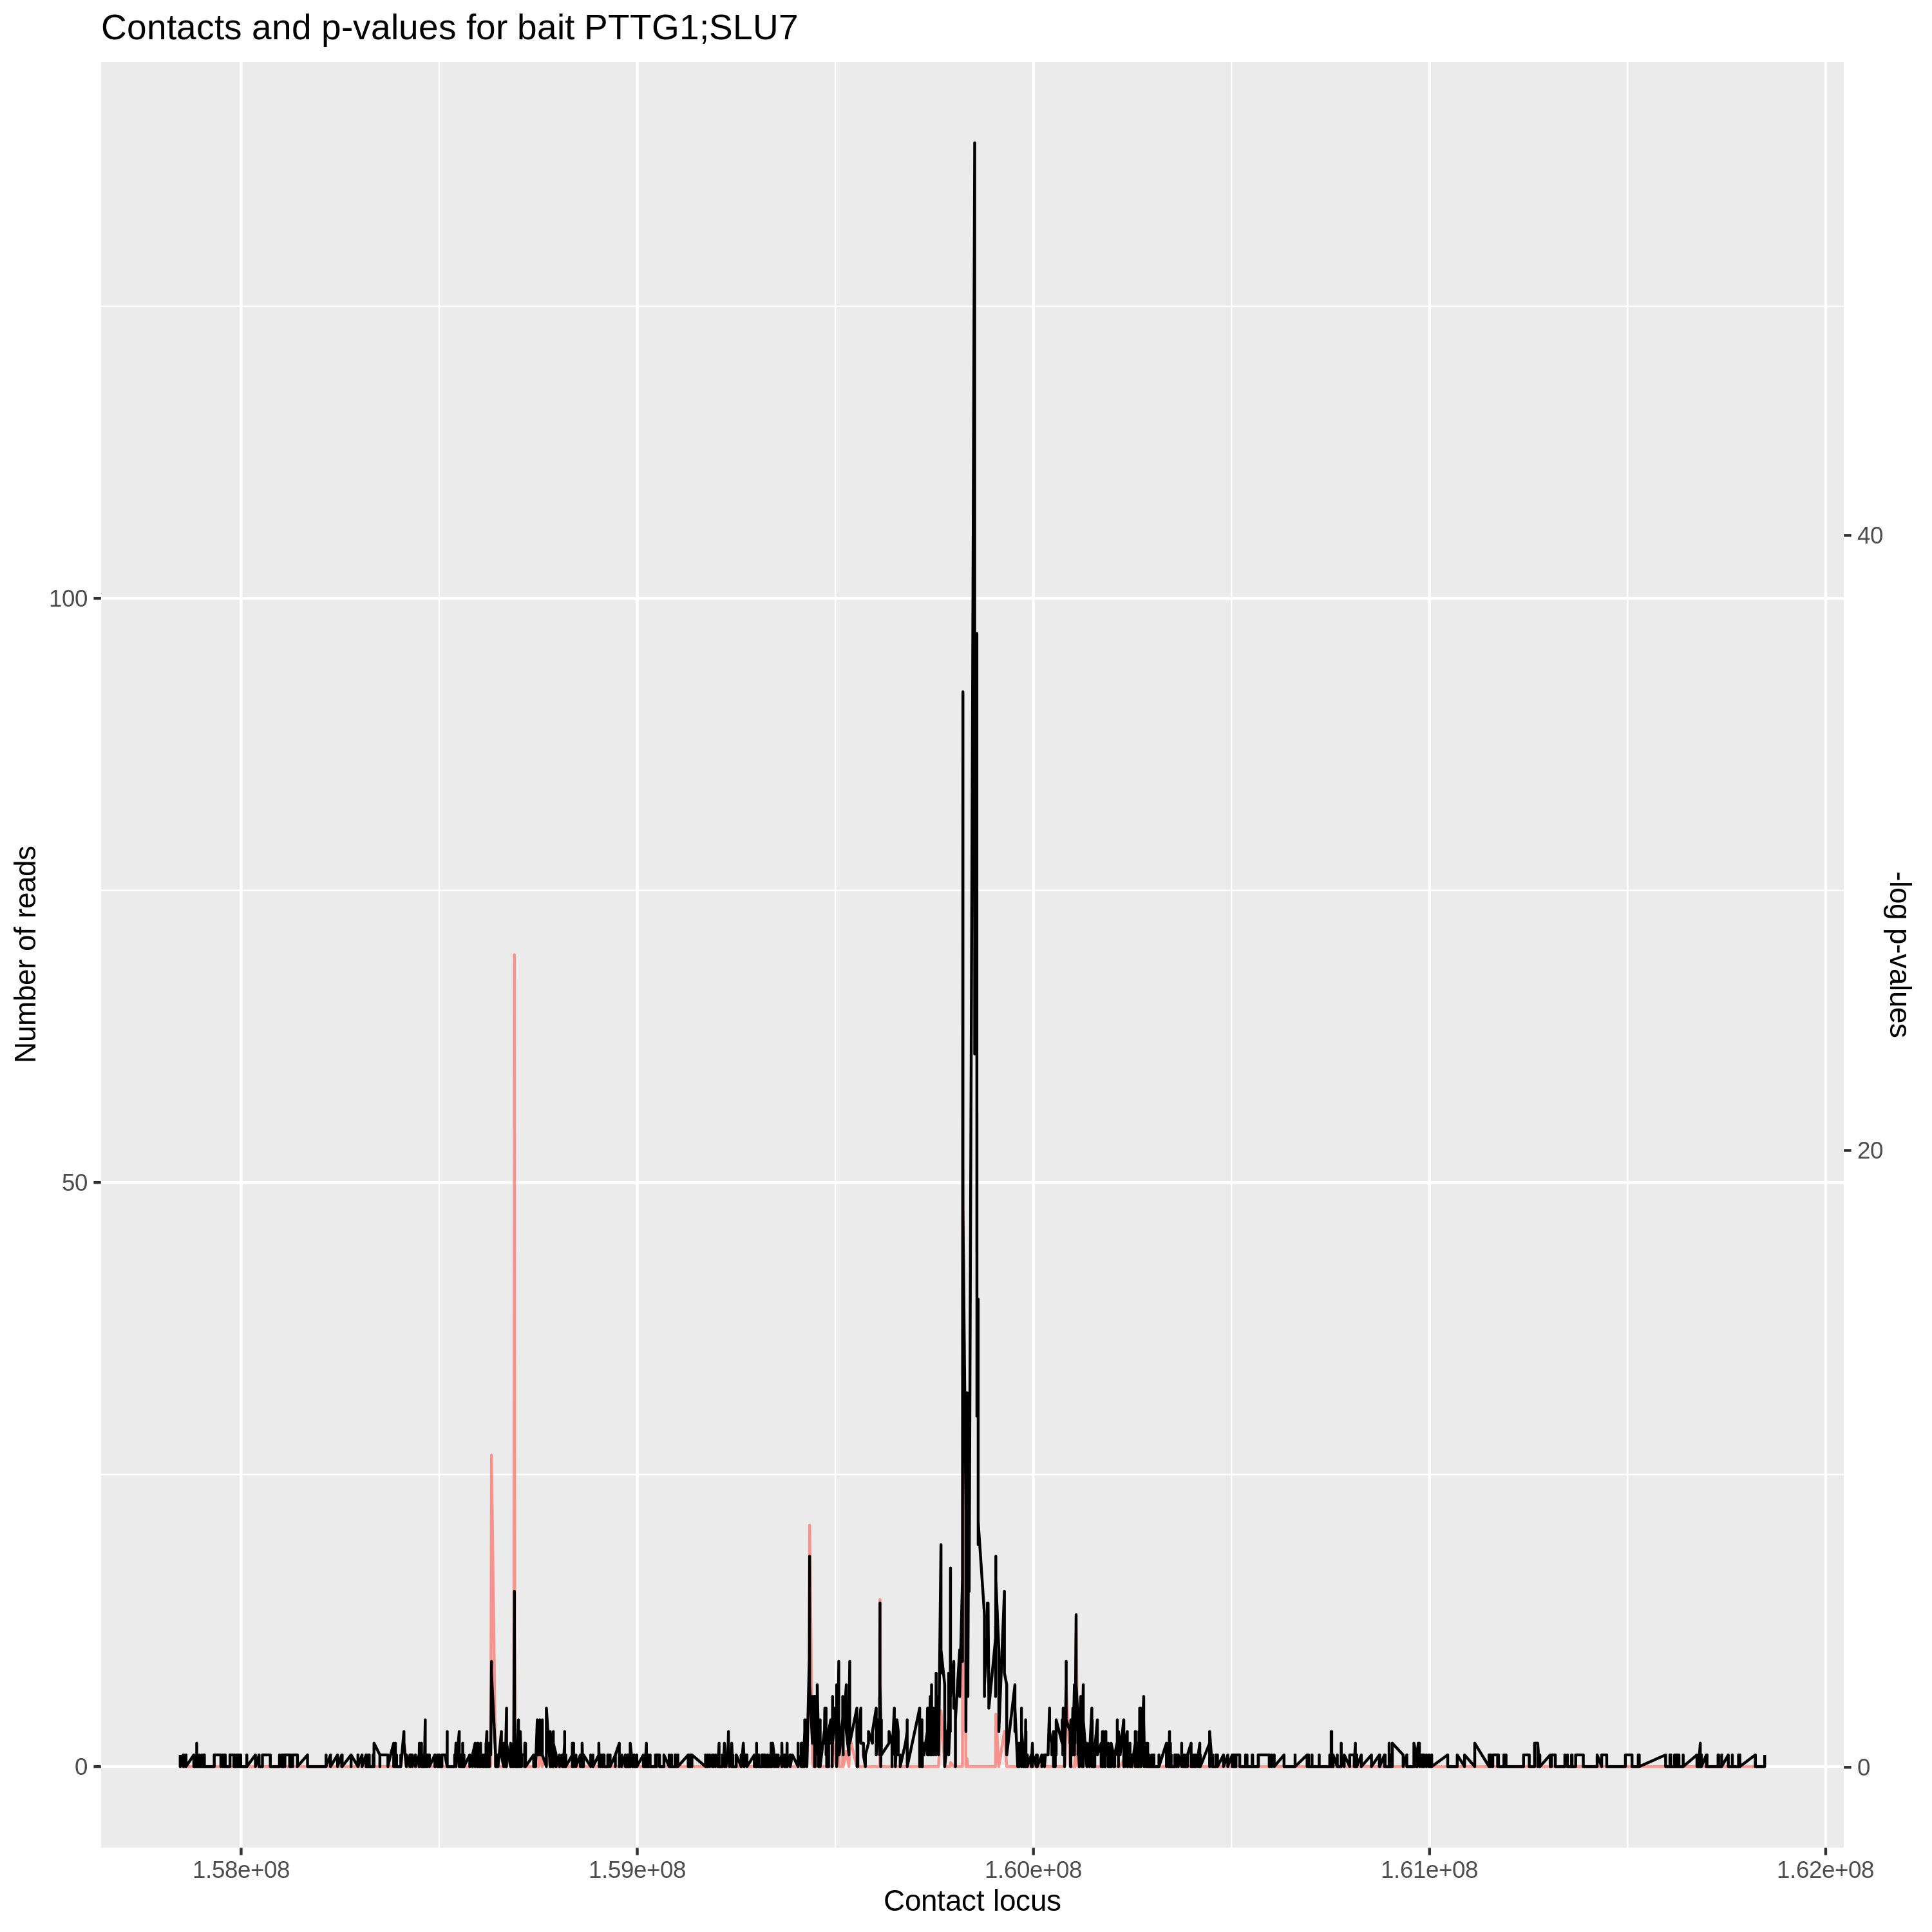 Contacts and p-values for bait PTTG1;SLU7
Number of reads
100
50
0
40
20
0
-log p-values
1.58e+08
1.59e+08
1.60e+08
1.61e+08
1.62e+08
Contact locus